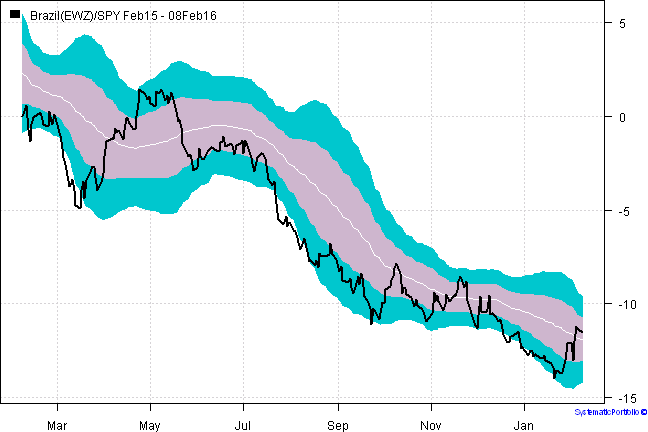 Brazil(EWZ)/SPY Feb15 - 08Feb16
5
0
-5
-10
-15
Mar May Jul Sep Nov Jan
SystematicPortfolio ©